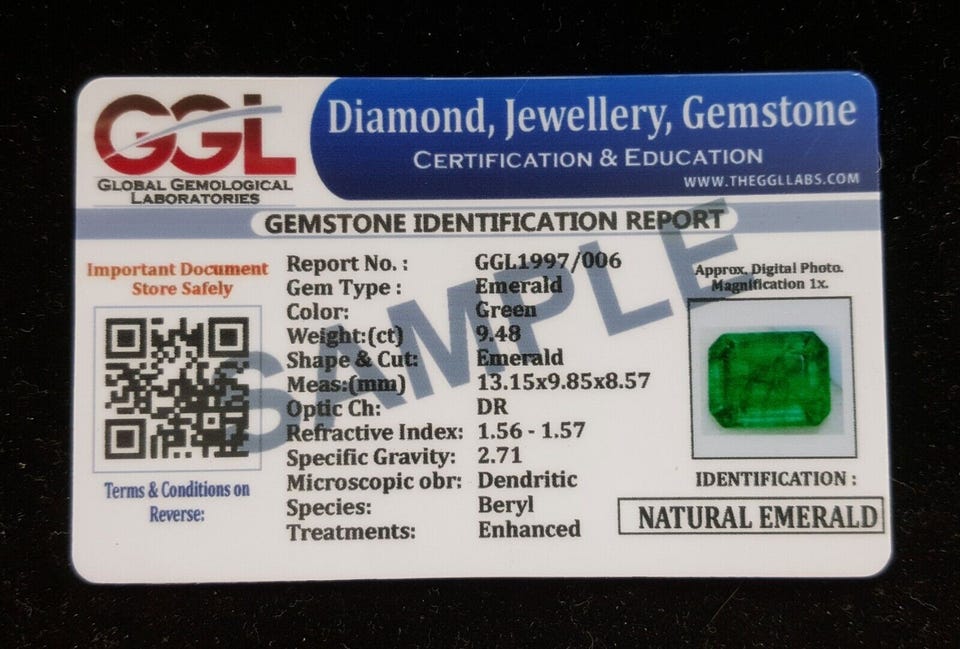 GGL
GLOBAL GEMOLOGICAL
LABORATORIES
Diamond, Jewellery, Gemstone
CERTIFICATION & EDUCATION
WWW.THEGGLLABS.COM
GEMSTONE IDENTIFICATION REPORT
SAMPLE
Important Document
Store Safely
Terms & Conditions on
Reverse:
Report No. : GGL1997/006
Gem Type : Emerald
Color: Green
Weight:(ct) 9.48
Shape & Cut: Emerald
Meas:(mm) 13.15x9.85x8.57
Optic Ch: DR
Refractive Index: 1.56 - 1.57
Specific Gravity: 2.71
Microscopic obr: Dendritic
Species: Beryl
Treatments: Enhanced
Approx. Digital Photo.
Magnification 1x.
IDENTIFICATION :
NATURAL EMERALD